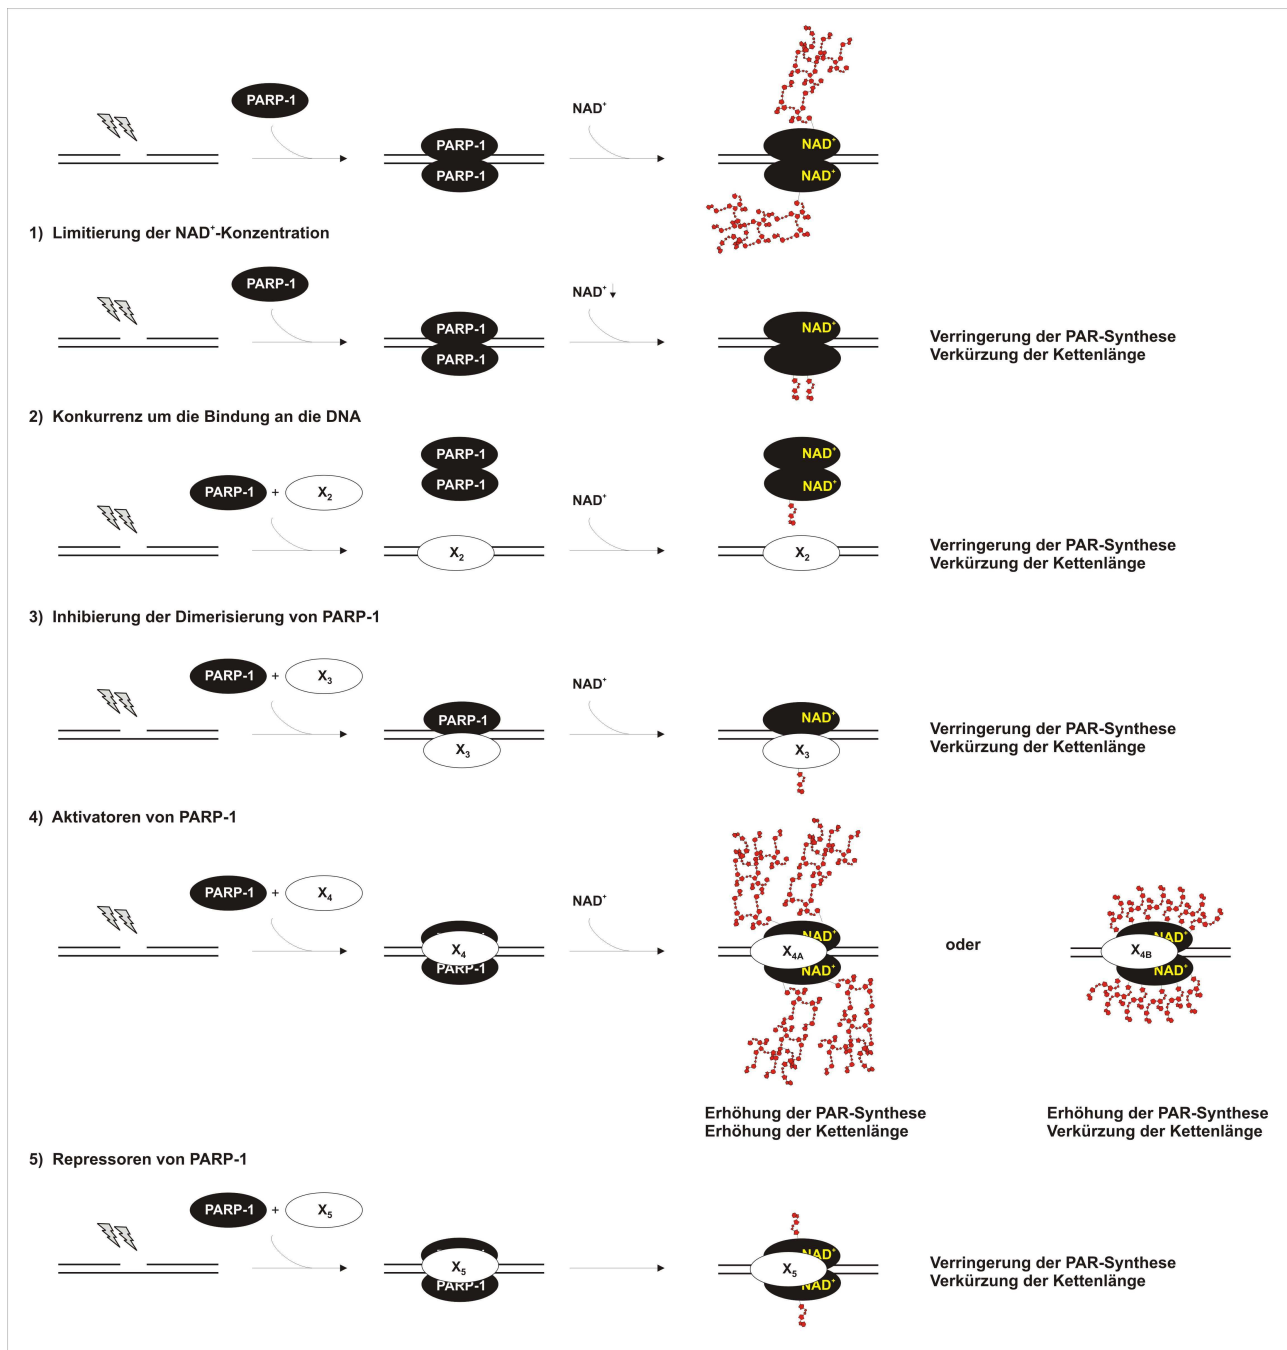 PARP-1
NAD⁺
PARP-1
PARP-1
NAD⁺
NAD⁺
1) Limitierung der NAD⁺-Konzentration
PARP-1
NAD⁺
PARP-1
PARP-1
NAD⁺
Verringerung der PAR-Synthese
Verkürzung der Kettenlänge
2) Konkurrenz um die Bindung an die DNA
PARP-1
PARP-1
NAD⁺
NAD⁺
PARP-1 + X₂
NAD⁺
X₂
X₂
Verringerung der PAR-Synthese
Verkürzung der Kettenlänge
3) Inhibierung der Dimerisierung von PARP-1
PARP-1 + X₃
NAD⁺
PARP-1
X₃
NAD⁺
X₃
Verringerung der PAR-Synthese
Verkürzung der Kettenlänge
4) Aktivatoren von PARP-1
PARP-1 + X₄
NAD⁺
X₄
PARP-1
NAD⁺
X₄A
NAD⁺
oder
NAD⁺
X₄B
NAD⁺
Erhöhung der PAR-Synthese
Erhöhung der Kettenlänge
Erhöhung der PAR-Synthese
Verkürzung der Kettenlänge
5) Repressoren von PARP-1
PARP-1 + X₅
X₅
PARP-1
NAD⁺
X₅
NAD⁺
Verringerung der PAR-Synthese
Verkürzung der Kettenlänge